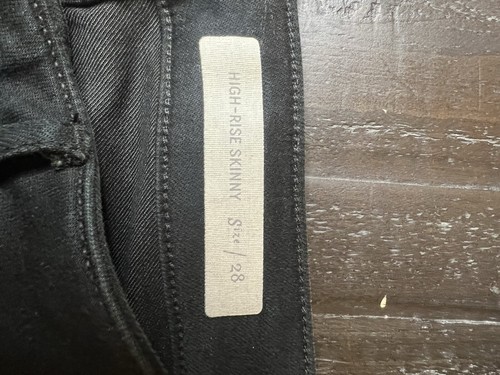 HIGH-RISE SKINNY Size / 28